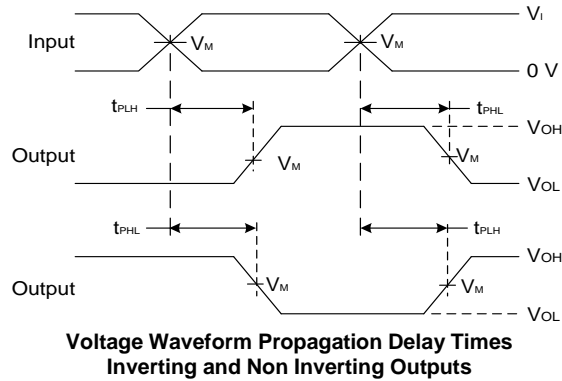 VI
Input
VM
VM
0 V
tPLH
tPHL
VOH
Output
VM
VM
VOL
tPHL
tPLH
VOH
Output
VM
VM
VOL
Voltage Waveform Propagation Delay Times
Inverting and Non Inverting Outputs